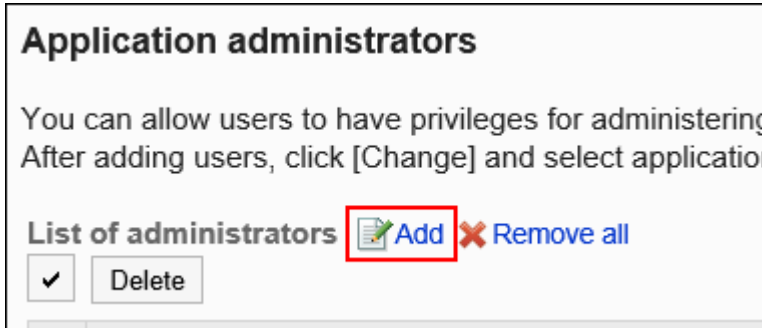 Application administrators
You can allow users to have privileges for administering
After adding users, click [Change] and select
List of administrators Add Remove all
Delete